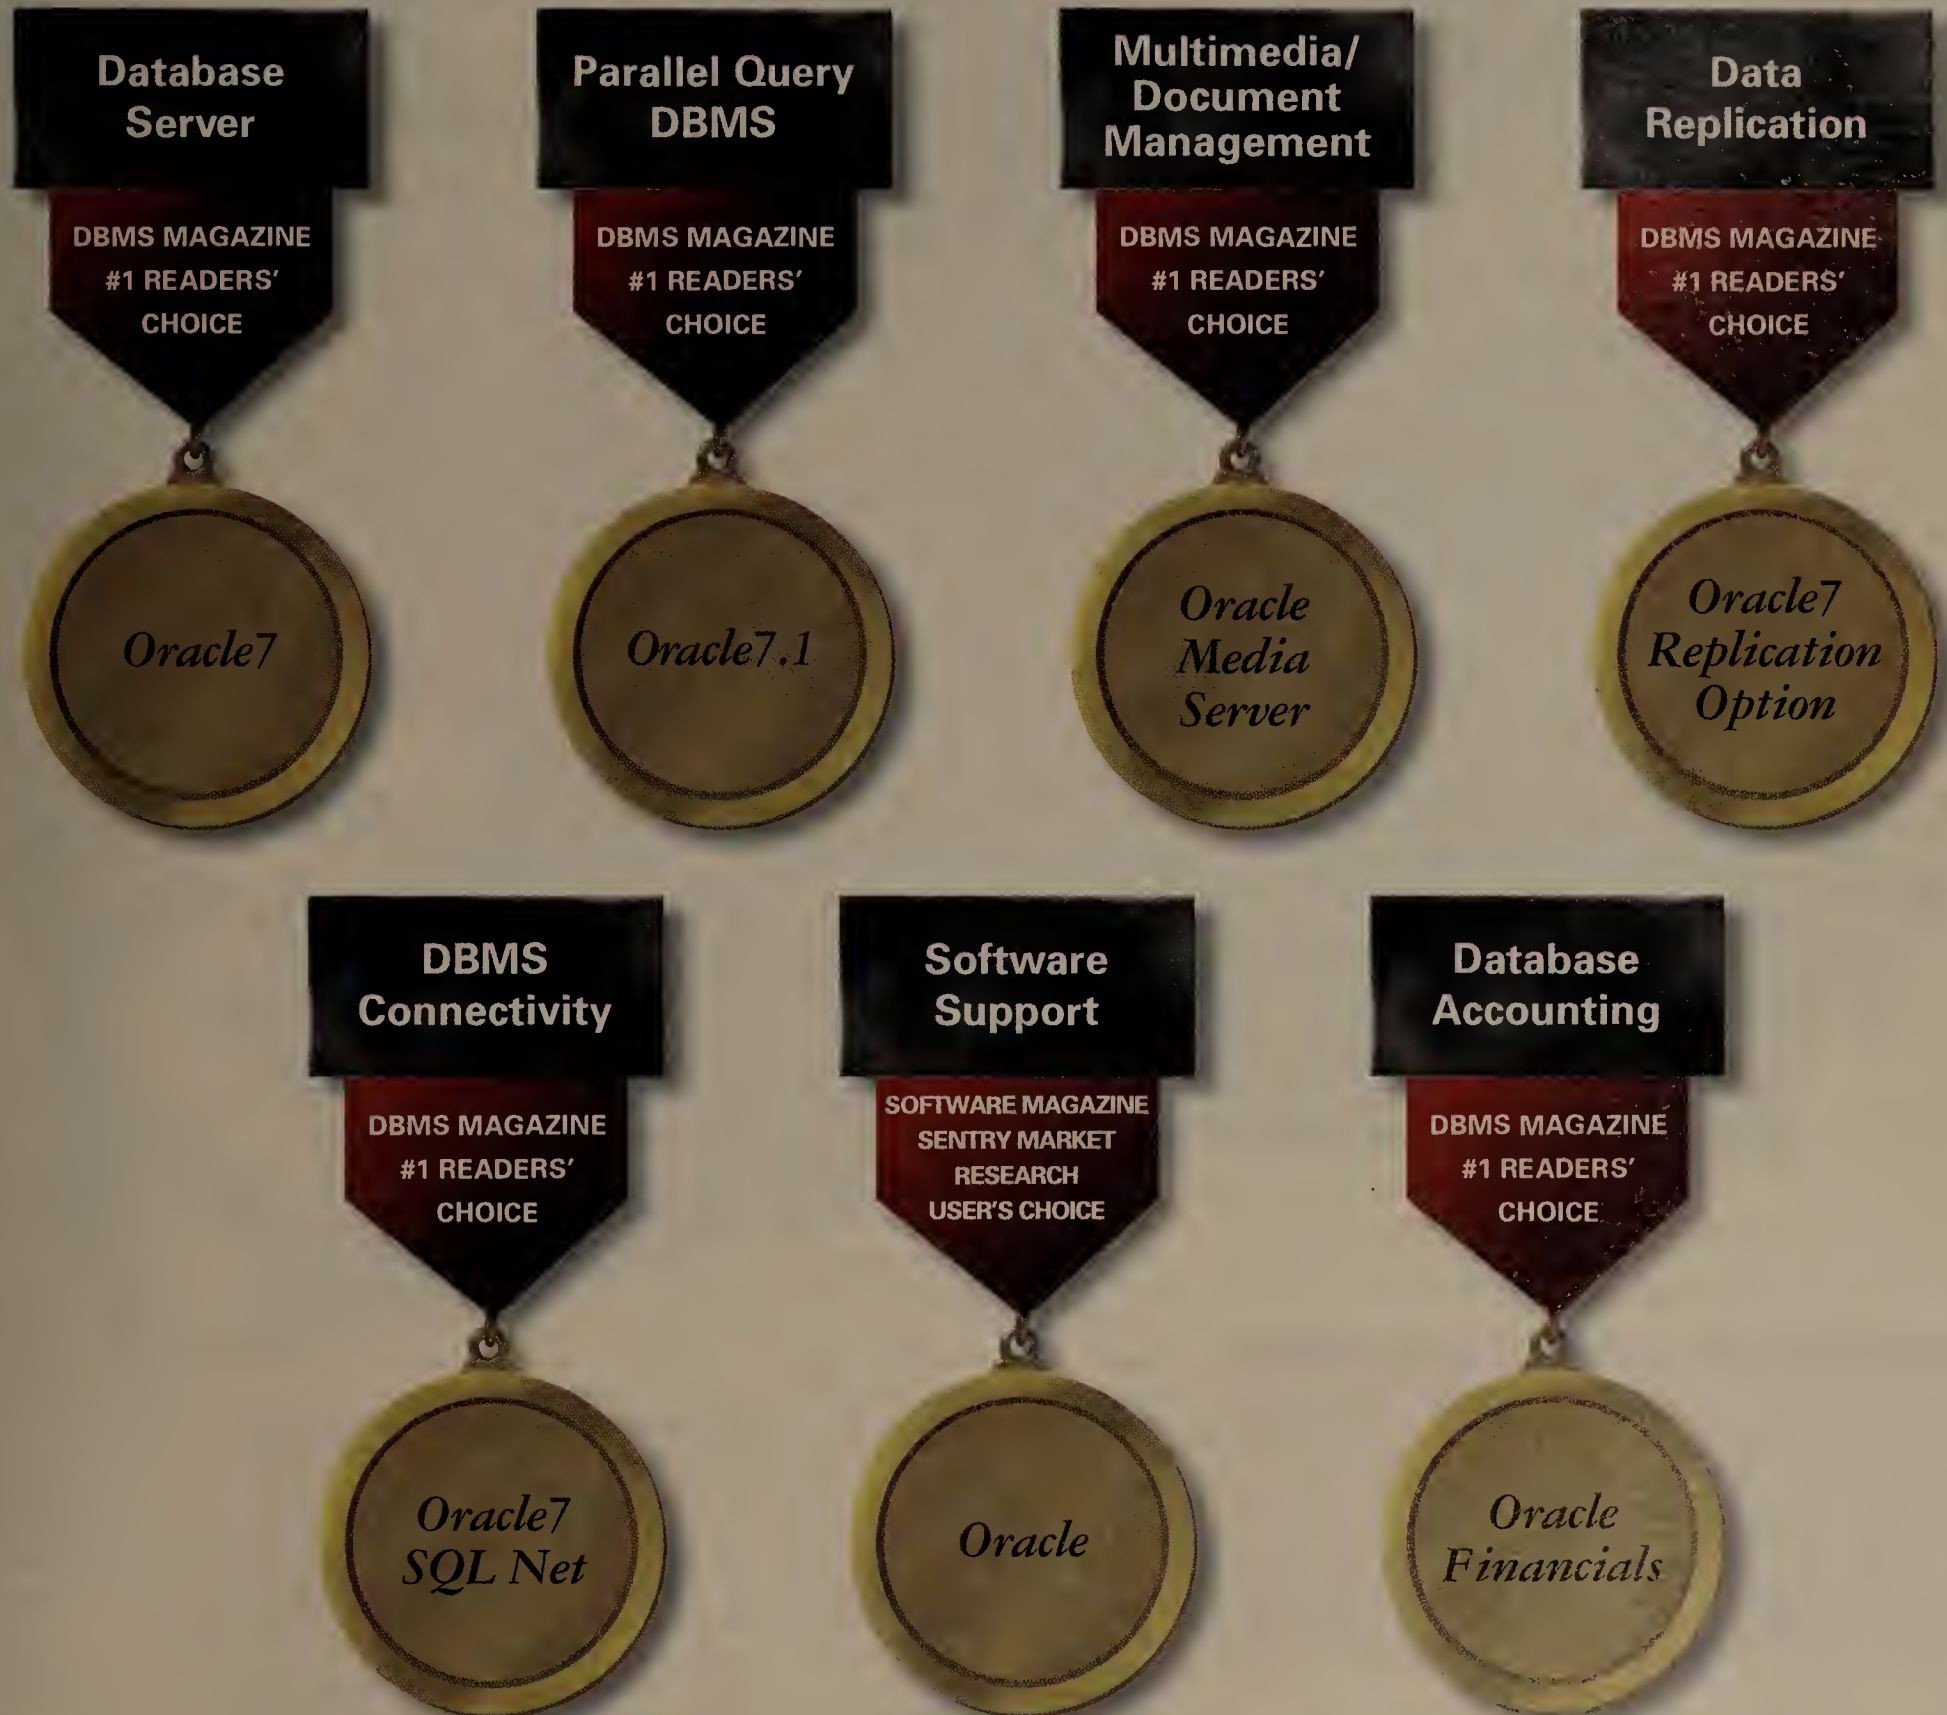 Database
Server
DBMS MAGAZINE
#1 READERS'
CHOICE
Oracle7
Parallel Query
DBMS
DBMS MAGAZINE
#1 READERS'
CHOICE
Oracle7.1
Multimedia/
Document
Management
DBMS MAGAZINE
#1 READERS'
CHOICE
Oracle
Media
Server
Data
Replication
DBMS MAGAZINE
#1 READERS'
CHOICE
Oracle7
Replication
Option
DBMS
Connectivity
DBMS MAGAZINE
#1 READERS'
CHOICE
Oracle7
SQL Net
Software
Support
SOFTWARE MAGAZINE
SENTRY MARKET
RESEARCH
USER'S CHOICE
Oracle
Database
Accounting
DBMS MAGAZINE
#1 READERS'
CHOICE
Oracle
Financials